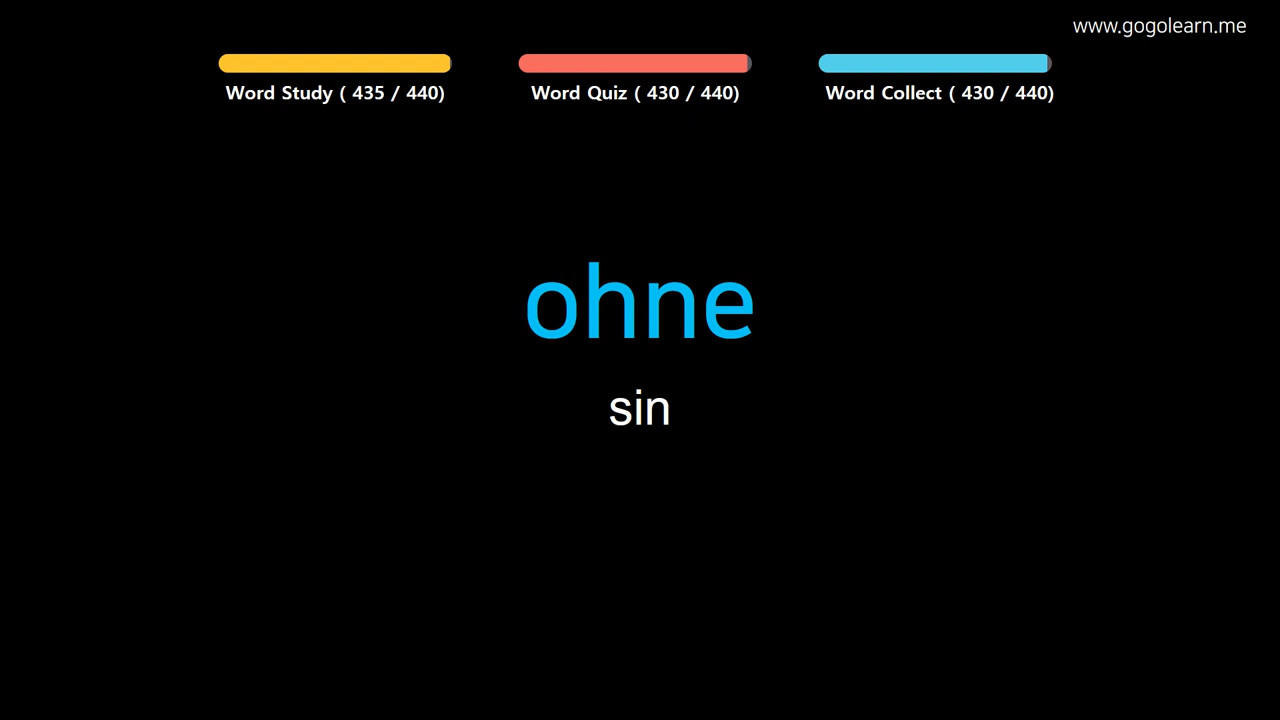 www.gogolearn.me
Word Study ( 435 / 440)
Word Quiz ( 430 / 440)
Word Collect ( 430 / 440)
ohne
sin